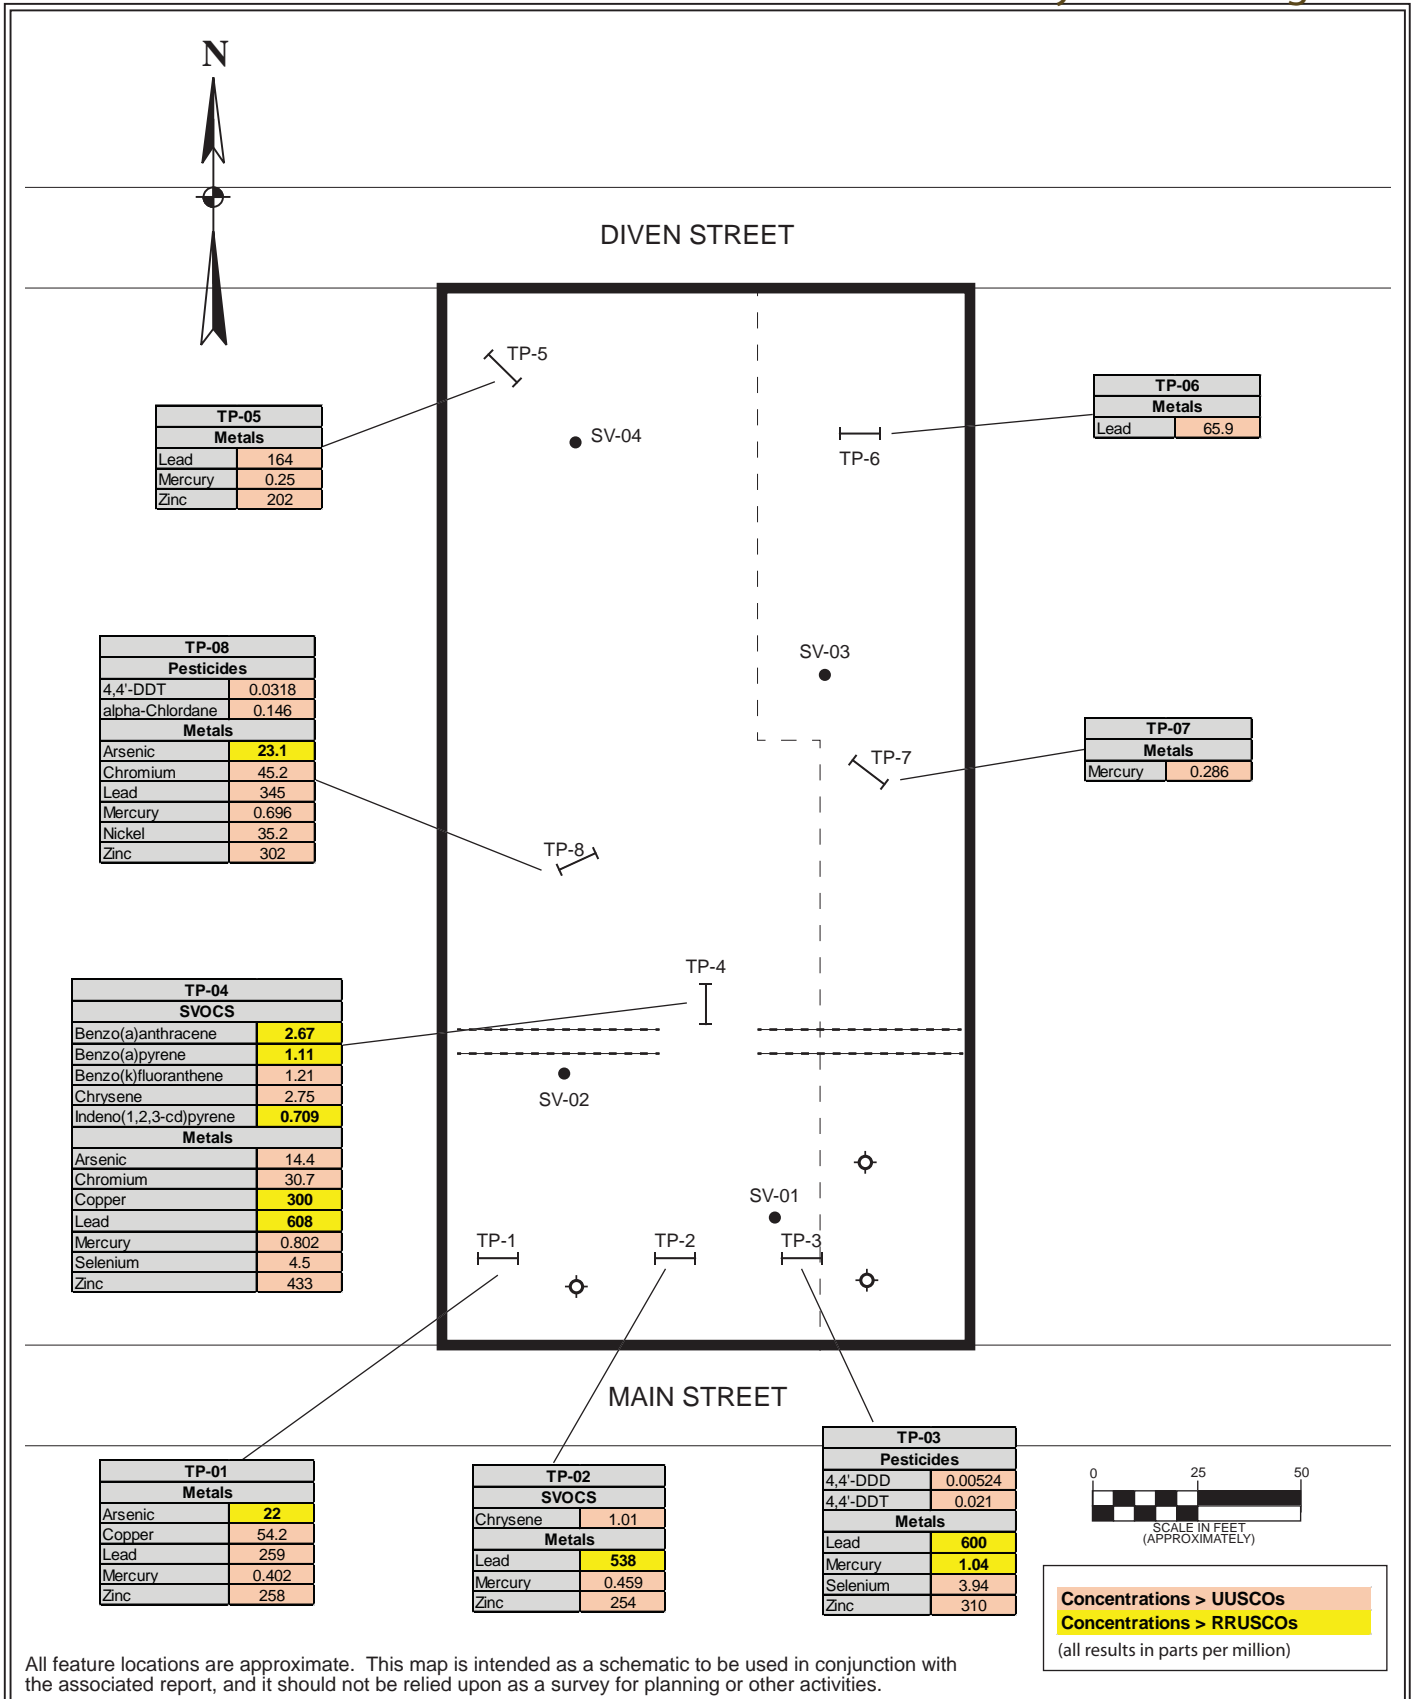 N
DIVEN STREET
TP-5
SV-04
TP-6
TP-05
Metals
Lead 164
Mercury 0.25
Zinc 202
TP-06
Metals
Lead 65.9
SV-03
TP-7
TP-08
Pesticides
4,4'-DDT 0.0318
alpha-Chlordane 0.146
Metals
Arsenic 23.1
Chromium 45.2
Lead 345
Mercury 0.696
Nickel 35.2
Zinc 302
TP-07
Metals
Mercury 0.286
TP-8
TP-4
TP-04
SVOCS
Benzo(a)anthracene 2.67
Benzo(a)pyrene 1.11
Benzo(k)fluoranthene 1.21
Chrysene 2.75
Indeno(1,2,3-cd)pyrene 0.709
Metals
Arsenic 14.4
Chromium 30.7
Copper 300
Lead 608
Mercury 0.802
Selenium 4.5
Zinc 433
SV-02
SV-01
TP-1
TP-2
TP-3
MAIN STREET
TP-01
Metals
Arsenic 22
Copper 54.2
Lead 259
Mercury 0.402
Zinc 258
TP-02
SVOCS
Chrysene 1.01
Metals
Lead 538
Mercury 0.459
Zinc 254
TP-03
Pesticides
4,4'-DDD 0.00524
4,4'-DDT 0.021
Metals
Lead 600
Mercury 1.04
Selenium 3.94
Zinc 310
0 25 50
SCALE IN FEET
(APPROXIMATELY)
Concentrations > UUSCOs
Concentrations > RRUSCOs
(all results in parts per million)
All feature locations are approximate. This map is intended as a schematic to be used in conjunction with
the associated report, and it should not be relied upon as a survey for planning or other activities.